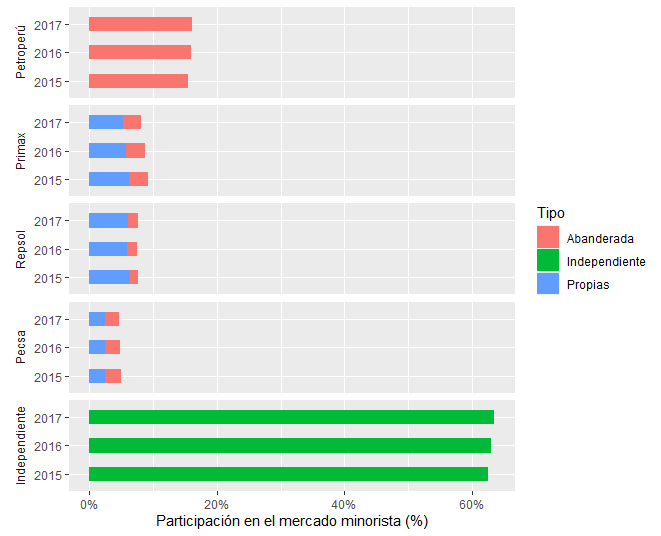 Petroperú
2017
2016
2015
Primax
2017
2016
2015
Repsol
2017
2016
2015
Pecsa
2017
2016
2015
Independiente
2017
2016
2015
0% 20% 40% 60%
Participación en el mercado minorista (%)
Tipo
Abanderada
Independiente
Propias